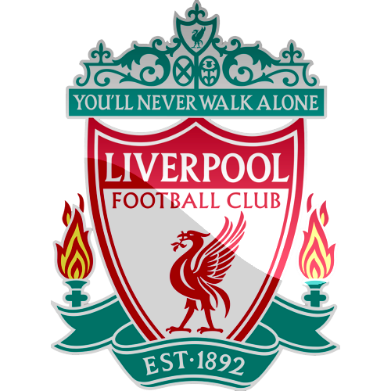 YOU'LL NEVER WALK ALONE
LIVERPOOL
FOOTBALL CLUB
EST·1892